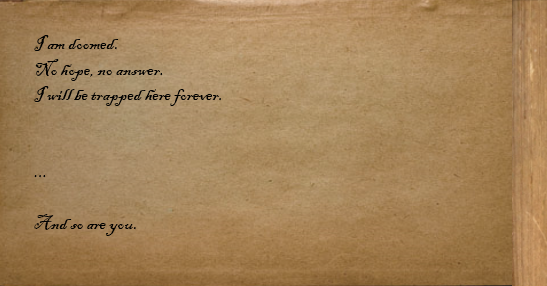 I am doomed.
No hope, no answer.
I will be trapped here forever.
...
And so are you.